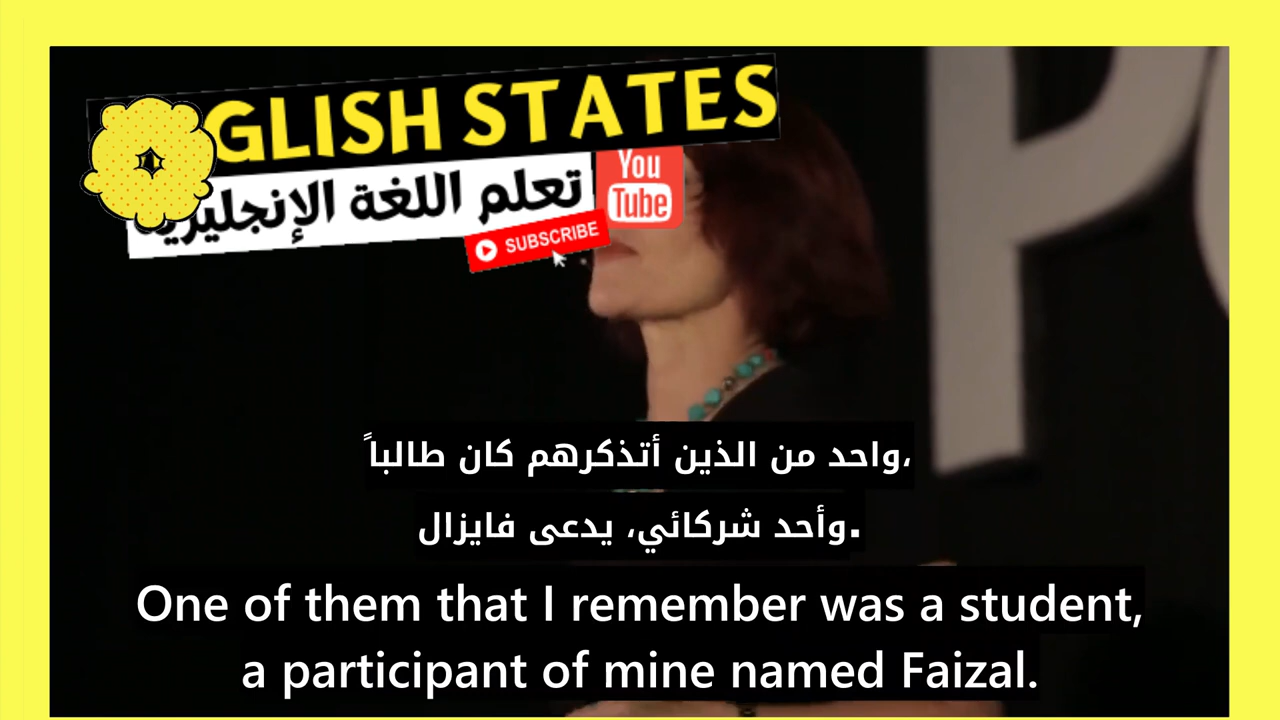 GLISH STATES
تعلم اللغة الإنجليزية
You
Tube
SUBSCRIBE
واحد من الذين أتذكرهم كان طالباً،
وأحد شركائي، يدعى فايزال.
One of them that I remember was a student,
a participant of mine named Faizal.